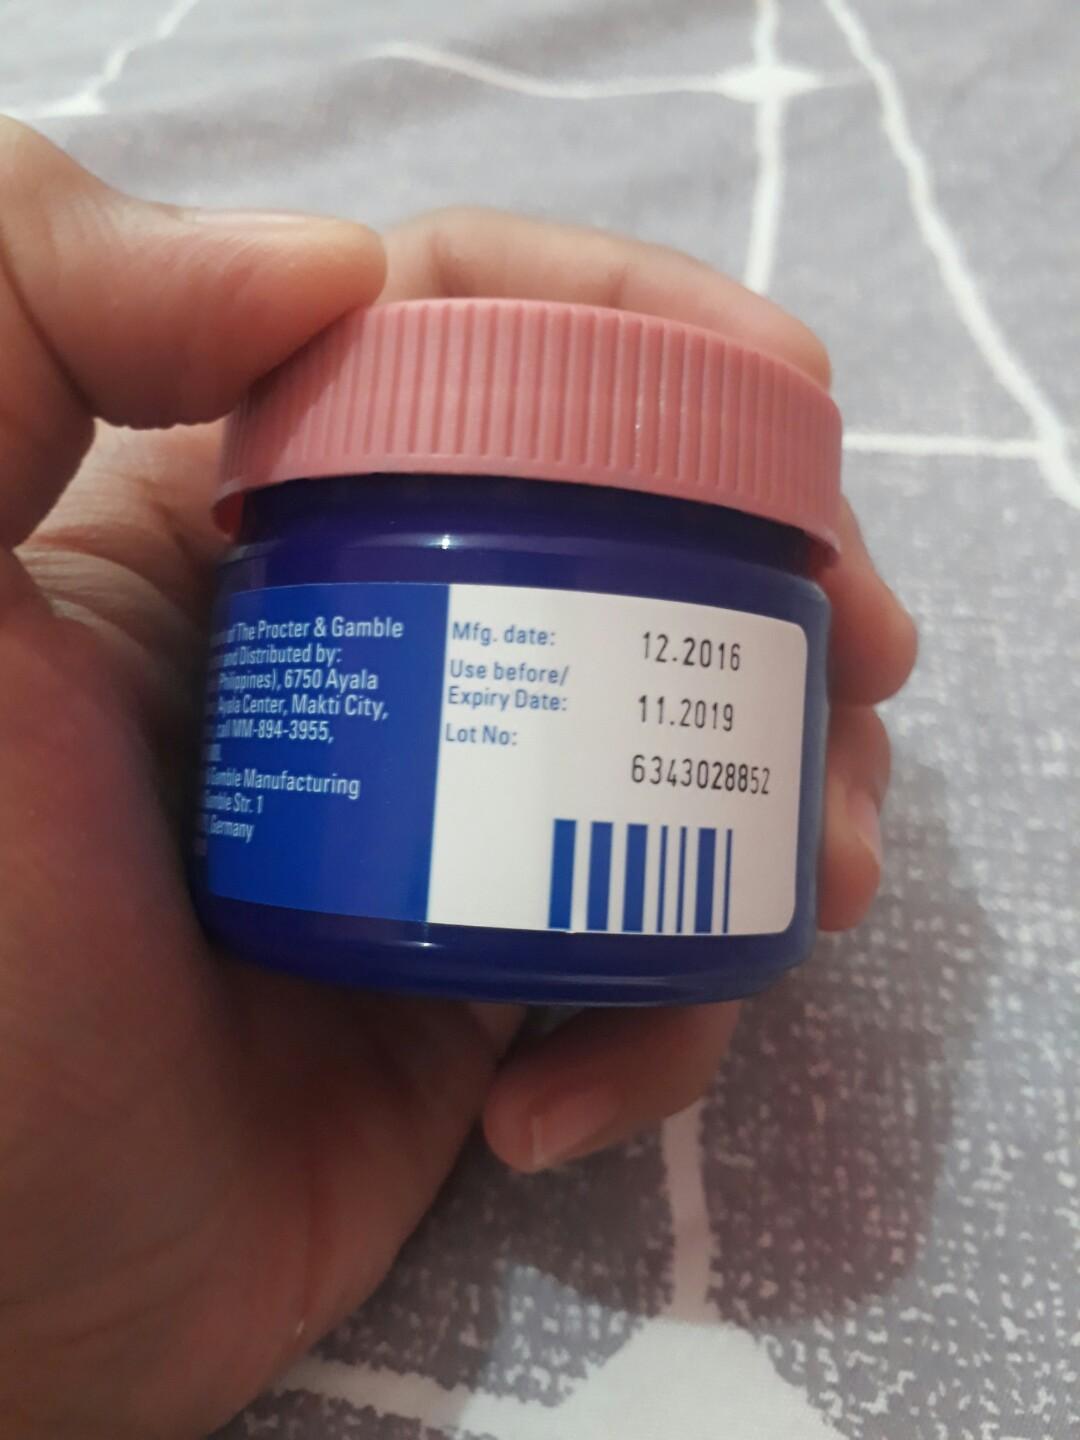 of The Procter & Gamble
and Distributed by:
Philippines), 6750 Ayala
Ayala Center, Makti City,
call MM-894-3955,
Gamble Manufacturing
Str. 1
Germany
Mfg. date: 12.2016
Use before/
Expiry Date: 11.2019
Lot No:
6343028852